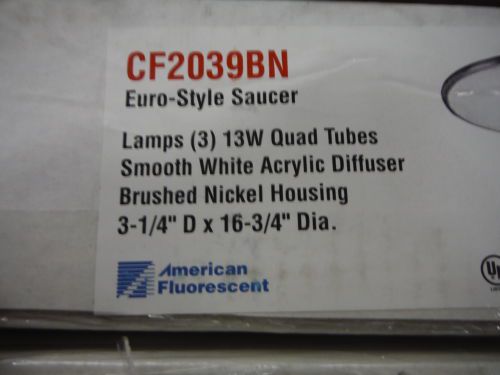 CF2039BN
Euro-Style Saucer
Lamps (3) 13W Quad Tubes
Smooth White Acrylic Diffuser
Brushed Nickel Housing
3-1/4" D x 16-3/4" Dia.
American
Fluorescent